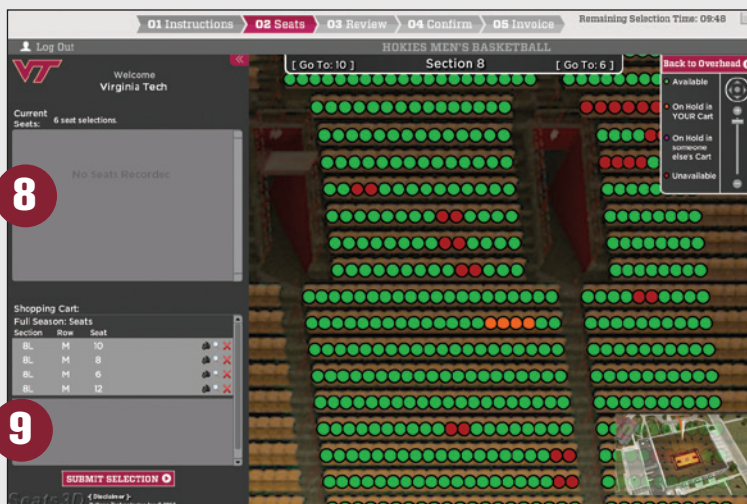 01 Instructions 02 Seats 03 Review 04 Confirm 05 Invoice Remaining Selection Time: 09:48
Log Out HOKIES MEN'S BASKETBALL
VT
Welcome
Virginia Tech
[ Go To: 10 ] Section 8 [ Go To: 6 ]
Back to Overhead
Available
On Hold in
YOUR Cart
On Hold in
someone
else's Cart
Unavailable
Current
Seats: 6 seat selections.
No Seats Recorded
8
Shopping Cart:
Full Season: Seats
Section Row Seat
8L M 10
8L M 8
8L M 6
8L M 12
9
SUBMIT SELECTION
Seats3D
-{ Disclaimer }-